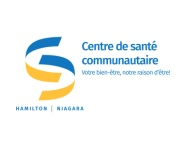 Centre de santé
communautaire
Votre bien-être, notre raison d'être!
HAMILTON | NIAGARA